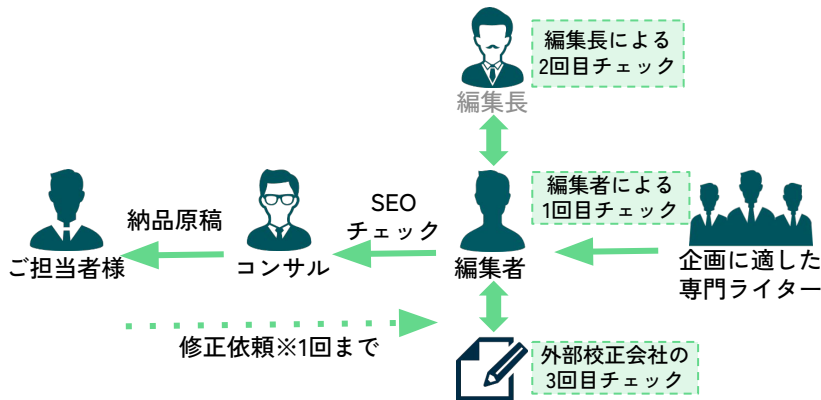 編集長による
2回目チェック
編集長
編集者による
1回目チェック
SEO
チェック
納品原稿
ご担当者様
コンサル
編集者
企画に適した
専門ライター
修正依頼※1回まで
外部校正会社の
3回目チェック